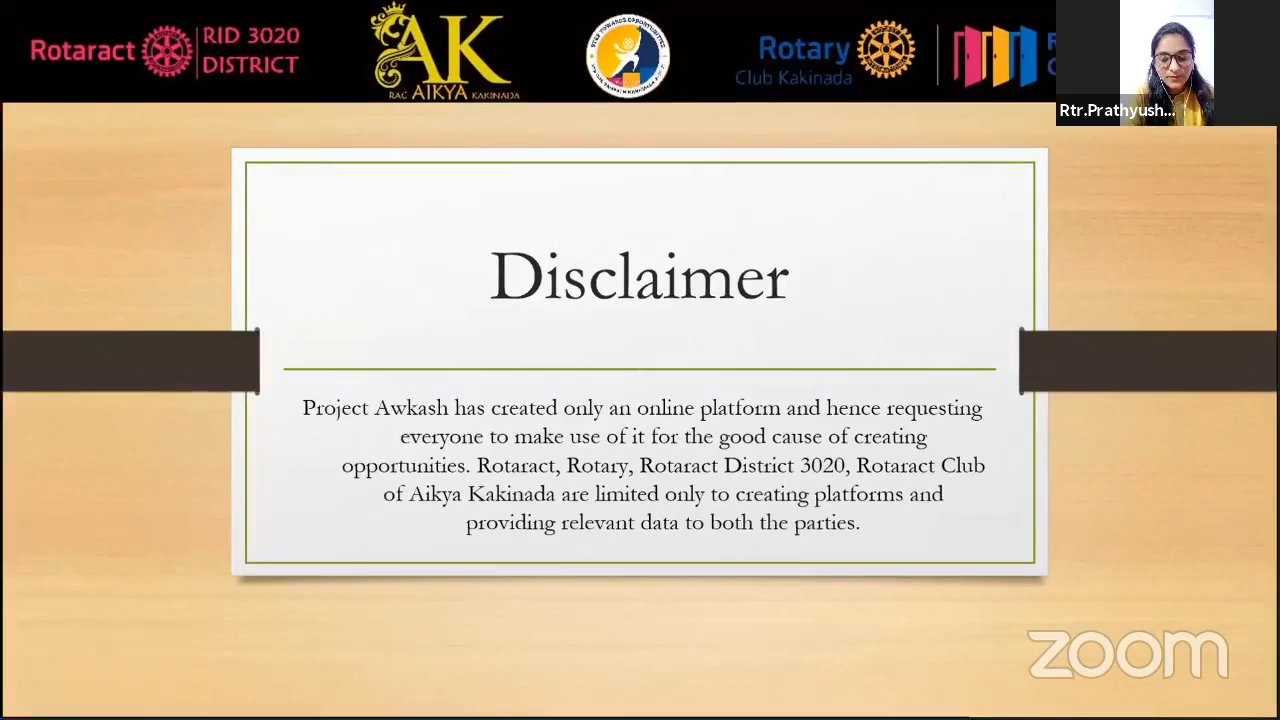 Rotaract
RID 3020
DISTRICT
AK
RAC AIKYA KAKINADA
STEP TOWARDS OPPORTUNITIES
Rotary
Club Kakinada
Rtr.Prathyush...
Disclaimer
Project Awkash has created only an online platform and hence requesting
everyone to make use of it for the good cause of creating
opportunities. Rotaract, Rotary, Rotaract District 3020, Rotaract Club
of Aikya Kakinada are limited only to creating platforms and
providing relevant data to both the parties.
zoom